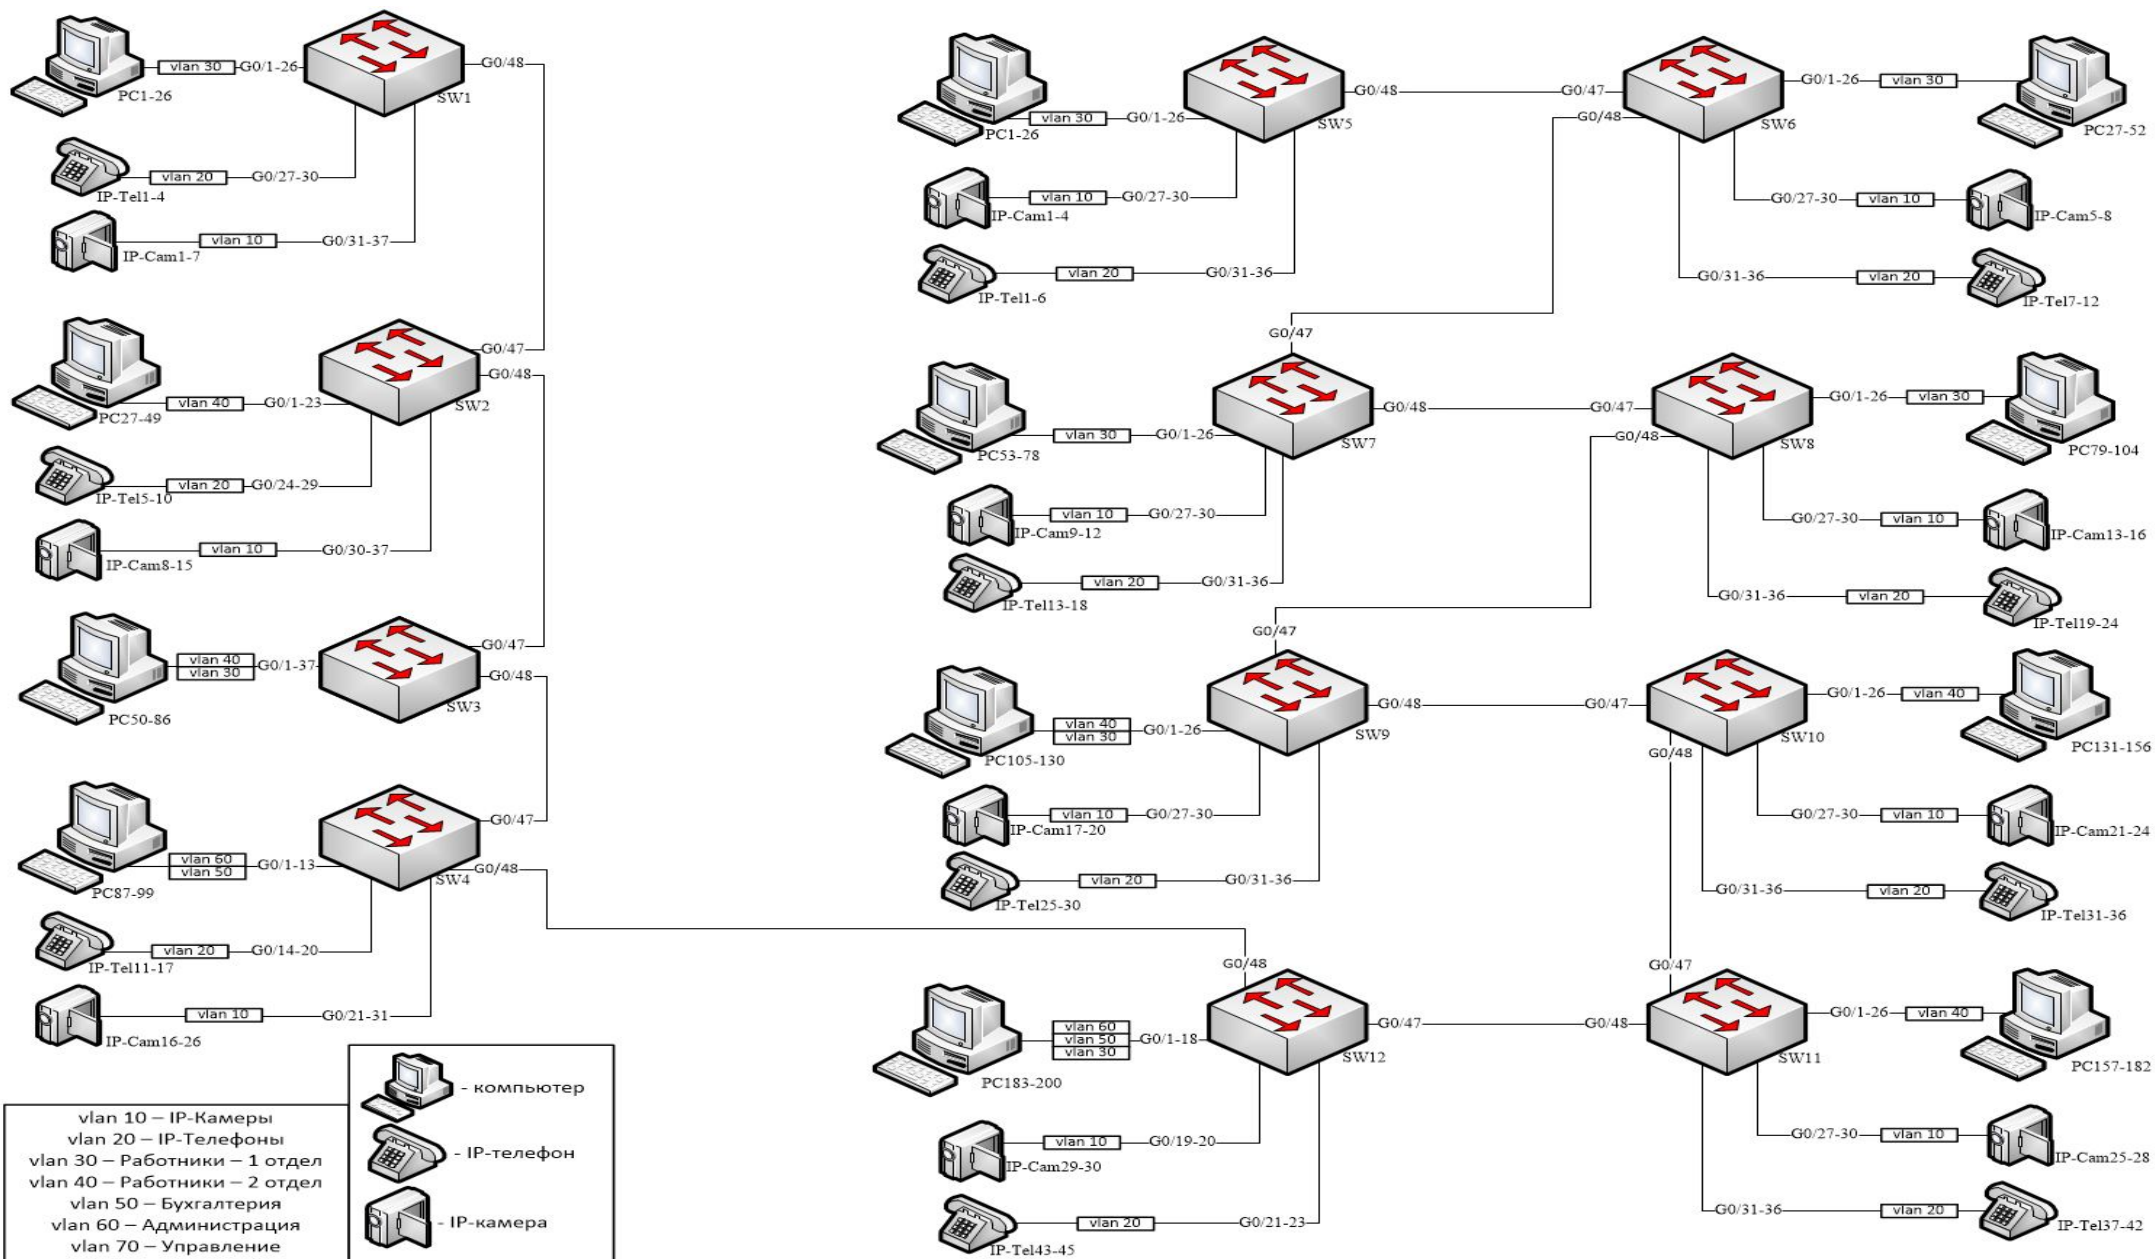 vlan 30
G0/1-26
G0/48
SW1
PC1-26
vlan 20
G0/27-30
IP-Tel1-4
vlan 10
G0/31-37
IP-Cam1-7
G0/47
G0/48
SW2
vlan 40
G0/1-23
PC27-49
vlan 20
G0/24-29
IP-Tel5-10
vlan 10
G0/30-37
IP-Cam8-15
G0/47
G0/48
SW3
vlan 40
vlan 30
G0/1-37
PC50-86
G0/47
G0/48
SW4
vlan 60
vlan 50
G0/1-13
PC87-99
vlan 20
G0/14-20
IP-Tel11-17
vlan 10
G0/21-31
IP-Cam16-26
vlan 10 – IP-Камеры
vlan 20 – IP-Телефоны
vlan 30 – Работники – 1 отдел
vlan 40 – Работники – 2 отдел
vlan 50 – Бухгалтерия
vlan 60 – Администрация
vlan 70 – Управление
- компьютер
- IP-телефон
- IP-камера
G0/48
SW5
vlan 30
G0/1-26
PC1-26
vlan 10
G0/27-30
IP-Cam1-4
vlan 20
G0/31-36
IP-Tel1-6
G0/47
G0/48
SW6
G0/1-26
vlan 30
PC27-52
G0/27-30
vlan 10
IP-Cam5-8
G0/31-36
vlan 20
IP-Tel7-12
G0/47
G0/48
SW7
vlan 30
G0/1-26
PC53-78
vlan 10
G0/27-30
IP-Cam9-12
vlan 20
G0/31-36
IP-Tel13-18
G0/47
G0/48
SW8
G0/1-26
vlan 30
PC79-104
G0/27-30
vlan 10
IP-Cam13-16
G0/31-36
vlan 20
IP-Tel19-24
G0/47
G0/48
SW9
vlan 40
vlan 30
G0/1-26
PC105-130
vlan 10
G0/27-30
IP-Cam17-20
vlan 20
G0/31-36
IP-Tel25-30
G0/47
G0/48
SW10
G0/1-26
vlan 40
PC131-156
G0/27-30
vlan 10
IP-Cam21-24
G0/31-36
vlan 20
IP-Tel31-36
G0/48
G0/47
SW12
vlan 60
vlan 50
vlan 30
G0/1-18
PC183-200
vlan 10
G0/19-20
IP-Cam29-30
vlan 20
G0/21-23
IP-Tel43-45
G0/47
G0/48
SW11
G0/1-26
vlan 40
PC157-182
G0/27-30
vlan 10
IP-Cam25-28
G0/31-36
vlan 20
IP-Tel37-42